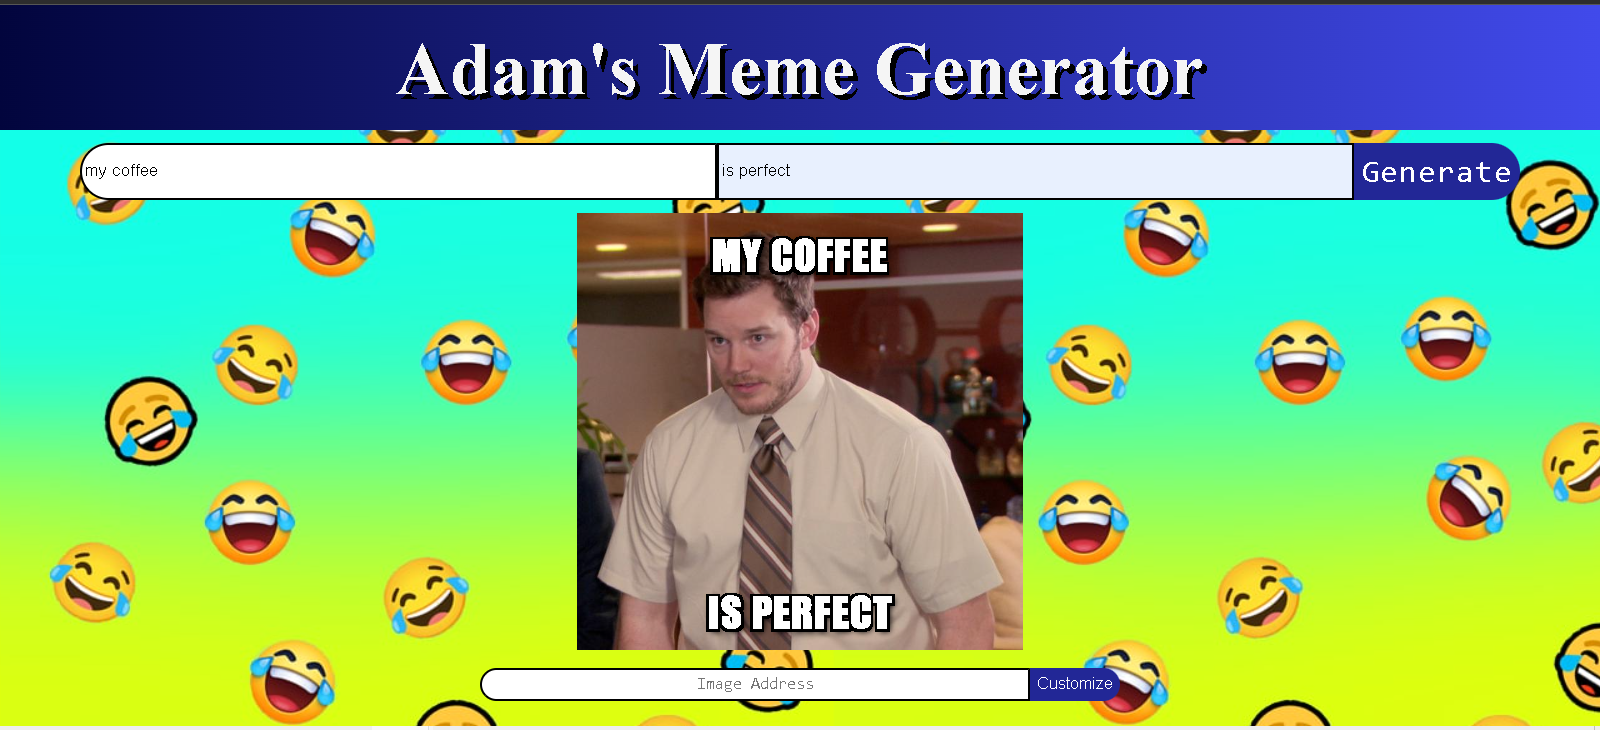 Adam's Meme Generator
my coffee
is perfect
Generate
MY COFFEE
IS PERFECT
Image Address
Customize